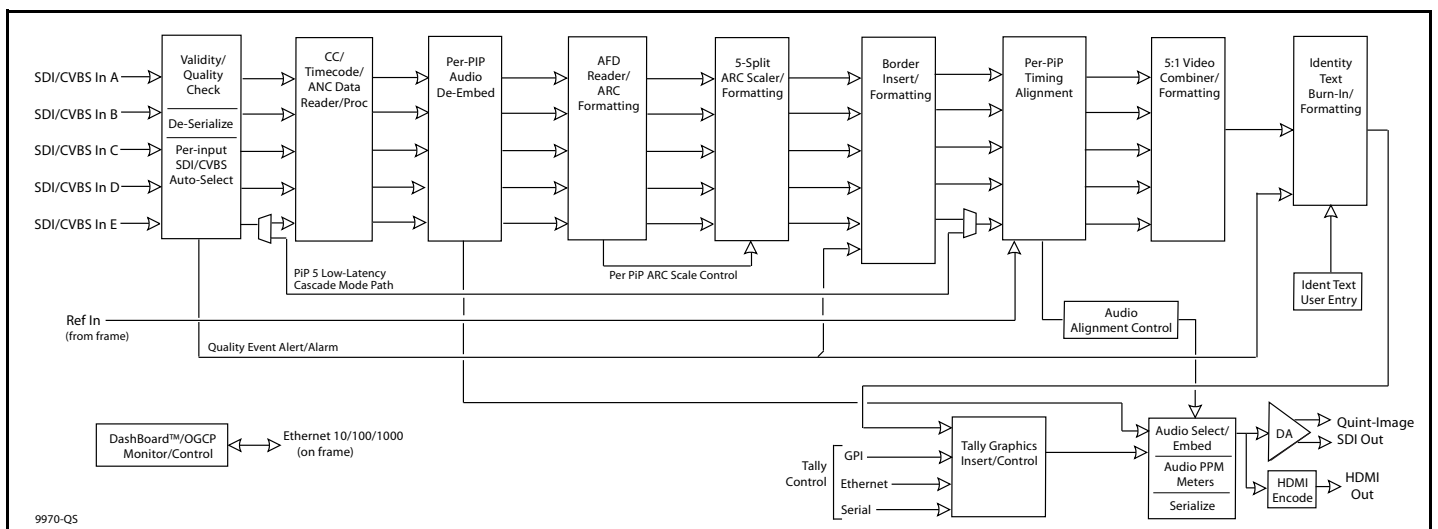 SDI/CVBS In A
SDI/CVBS In B
SDI/CVBS In C
SDI/CVBS In D
SDI/CVBS In E
Validity/
Quality
Check
De-Serialize
Per-input
SDI/CVBS
Auto-Select
CC/
Timecode/
ANC Data
Reader/Proc
Per-PIP
Audio
De-Embed
AFD
Reader/
ARC
Formatting
5-Split
ARC Scaler/
Formatting
Border
Insert/
Formatting
Per-PiP
Timing
Alignment
5:1 Video
Combiner/
Formatting
Identity
Text
Burn-In/
Formatting
PiP 5 Low-Latency
Cascade Mode Path
Per PiP ARC Scale Control
Ident Text
User Entry
Ref In
(from frame)
Audio
Alignment Control
Quality Event Alert/Alarm
DashBoard™/OGCP
Monitor/Control
Ethernet 10/100/1000
(on frame)
Tally
Control
GPI
Ethernet
Serial
Tally Graphics
Insert/Control
Audio Select/
Embed
Audio PPM
Meters
Serialize
DA
Quint-Image
SDI Out
HDMI
Encode
HDMI
Out
9970-QS